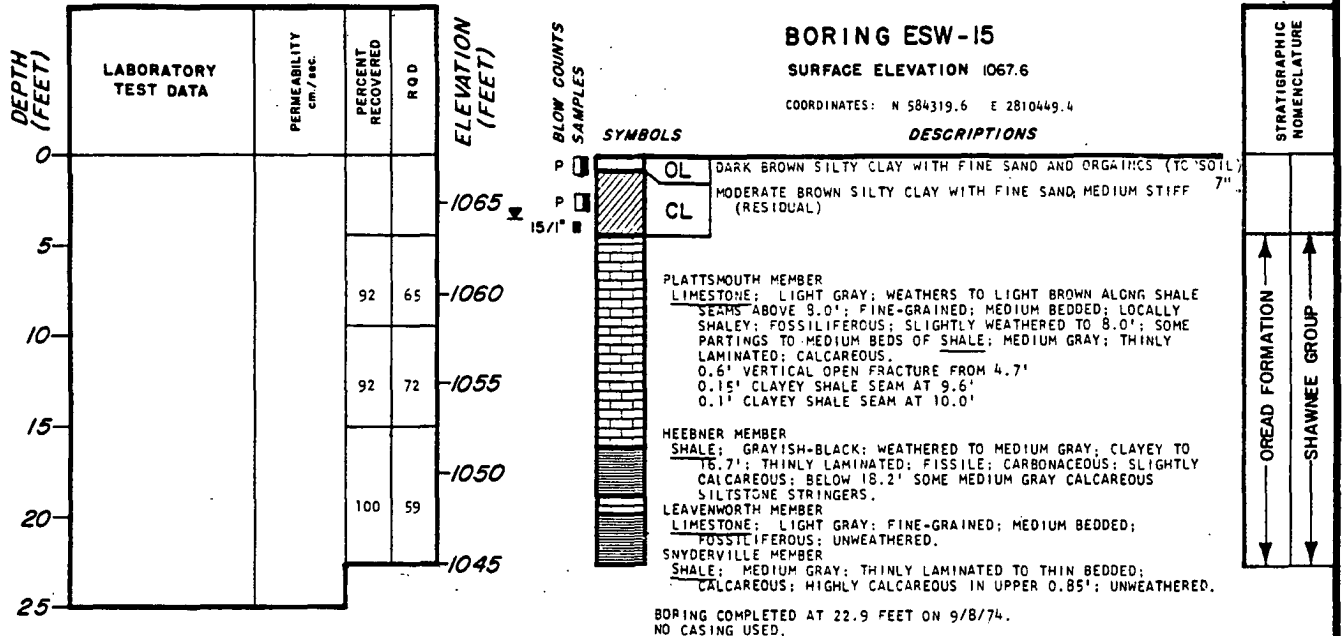 BORING ESW-15
SURFACE ELEVATION 1067.6
COORDINATES: N 584319.6 E 2810449.4
DEPTH (FEET)
LABORATORY TEST DATA
PERMEABILITY cm./sec.
PERCENT RECOVERED
RQD
ELEVATION (FEET)
BLOW COUNTS
SAMPLES
SYMBOLS
DESCRIPTIONS
STRATIGRAPHIC NOMENCLATURE
0
5
10
15
20
25
92 65
92 72
100 59
1065
1060
1055
1050
1045
P
P
15/1"
OL
CL
DARK BROWN SILTY CLAY WITH FINE SAND AND ORGAINCS (TOPSOIL)
7"
MODERATE BROWN SILTY CLAY WITH FINE SAND, MEDIUM STIFF
(RESIDUAL)
PLATTSMOUTH MEMBER
LIMESTONE; LIGHT GRAY; WEATHERS TO LIGHT BROWN ALONG SHALE
SEAMS ABOVE 8.0'; FINE-GRAINED; MEDIUM BEDDED; LOCALLY
SHALEY; FOSSILIFEROUS; SLIGHTLY WEATHERED TO 8.0'; SOME
PARTINGS TO MEDIUM BEDS OF SHALE; MEDIUM GRAY; THINLY
LAMINATED; CALCAREOUS.
0.6' VERTICAL OPEN FRACTURE FROM 4.7'
0.15' CLAYEY SHALE SEAM AT 9.6'
0.1' CLAYEY SHALE SEAM AT 10.0'
HEEBNER MEMBER
SHALE; GRAYISH-BLACK; WEATHERED TO MEDIUM GRAY; CLAYEY TO
16.7'; THINLY LAMINATED; FISSILE; CARBONACEOUS; SLIGHTLY
CALCAREOUS; BELOW 18.2' SOME MEDIUM GRAY CALCAREOUS
SILTSTONE STRINGERS.
LEAVENWORTH MEMBER
LIMESTONE; LIGHT GRAY; FINE-GRAINED; MEDIUM BEDDED;
FOSSILIFEROUS; UNWEATHERED.
SNYDERVILLE MEMBER
SHALE; MEDIUM GRAY; THINLY LAMINATED TO THIN BEDDED;
CALCAREOUS; HIGHLY CALCAREOUS IN UPPER 0.85'; UNWEATHERED.
BORING COMPLETED AT 22.9 FEET ON 9/8/74.
NO CASING USED.
OREAD FORMATION
SHAWNEE GROUP